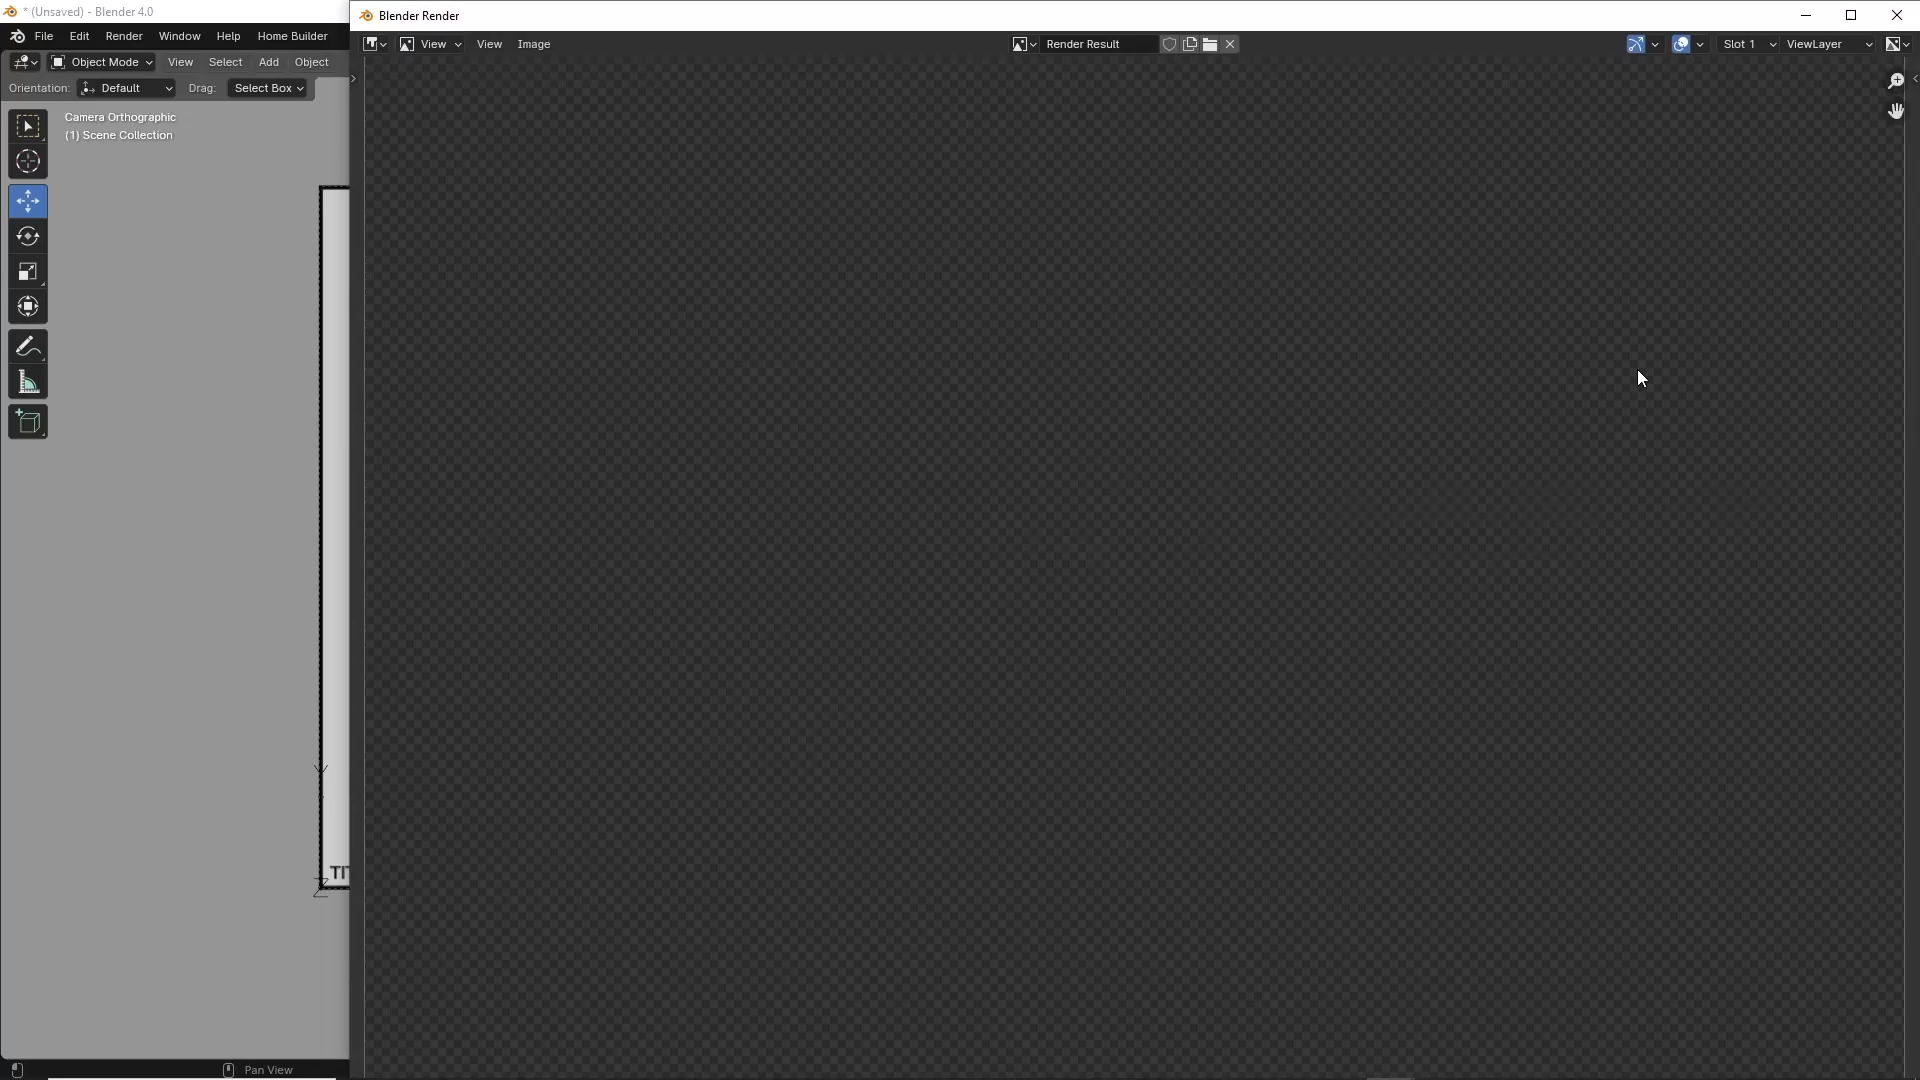 * (Unsaved) - Blender 4.0
Blender Render
File Edit Render Window Help Home Builder
View View Image Render Result Slot 1 ViewLayer
Object Mode View Select Add Object
Orientation: Default Drag: Select Box
Camera Orthographic
(1) Scene Collection
Pan View